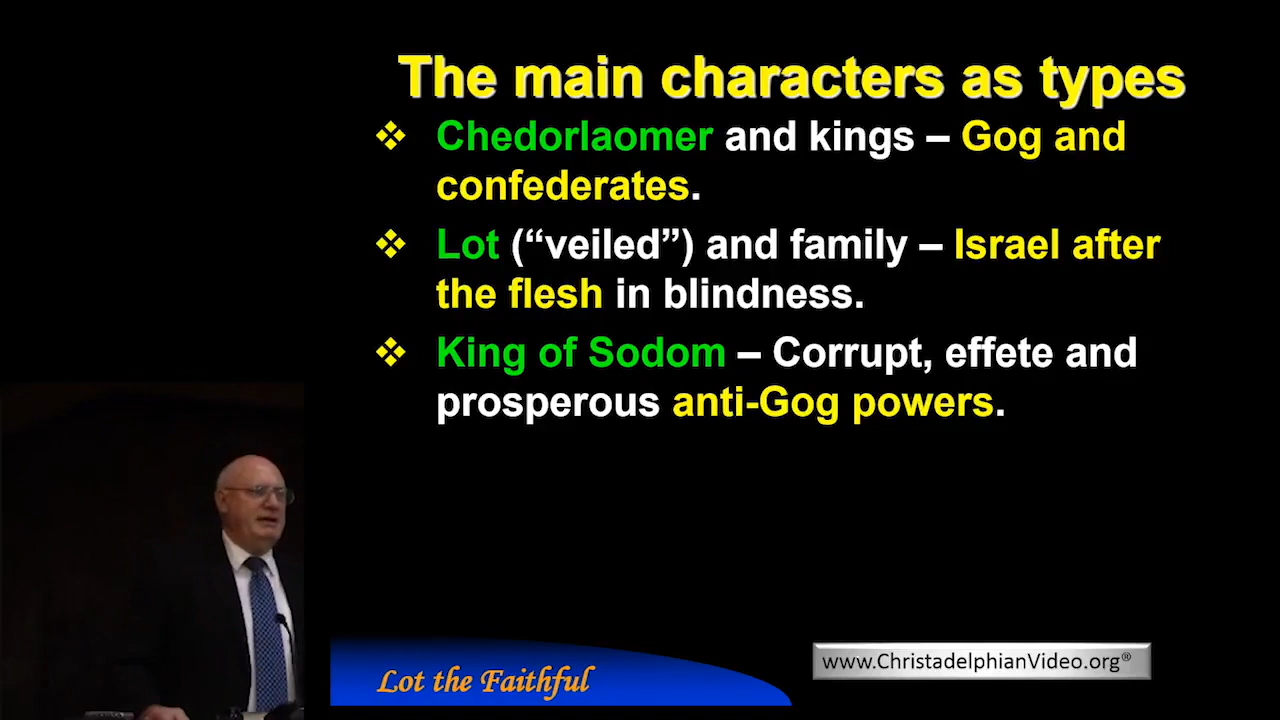 The main characters as types
❖ Chedorlaomer and kings – Gog and
confederates.
❖ Lot (“veiled”) and family – Israel after
the flesh in blindness.
❖ King of Sodom – Corrupt, effete and
prosperous anti-Gog powers.
Lot the Faithful
www.ChristadelphianVideo.org®